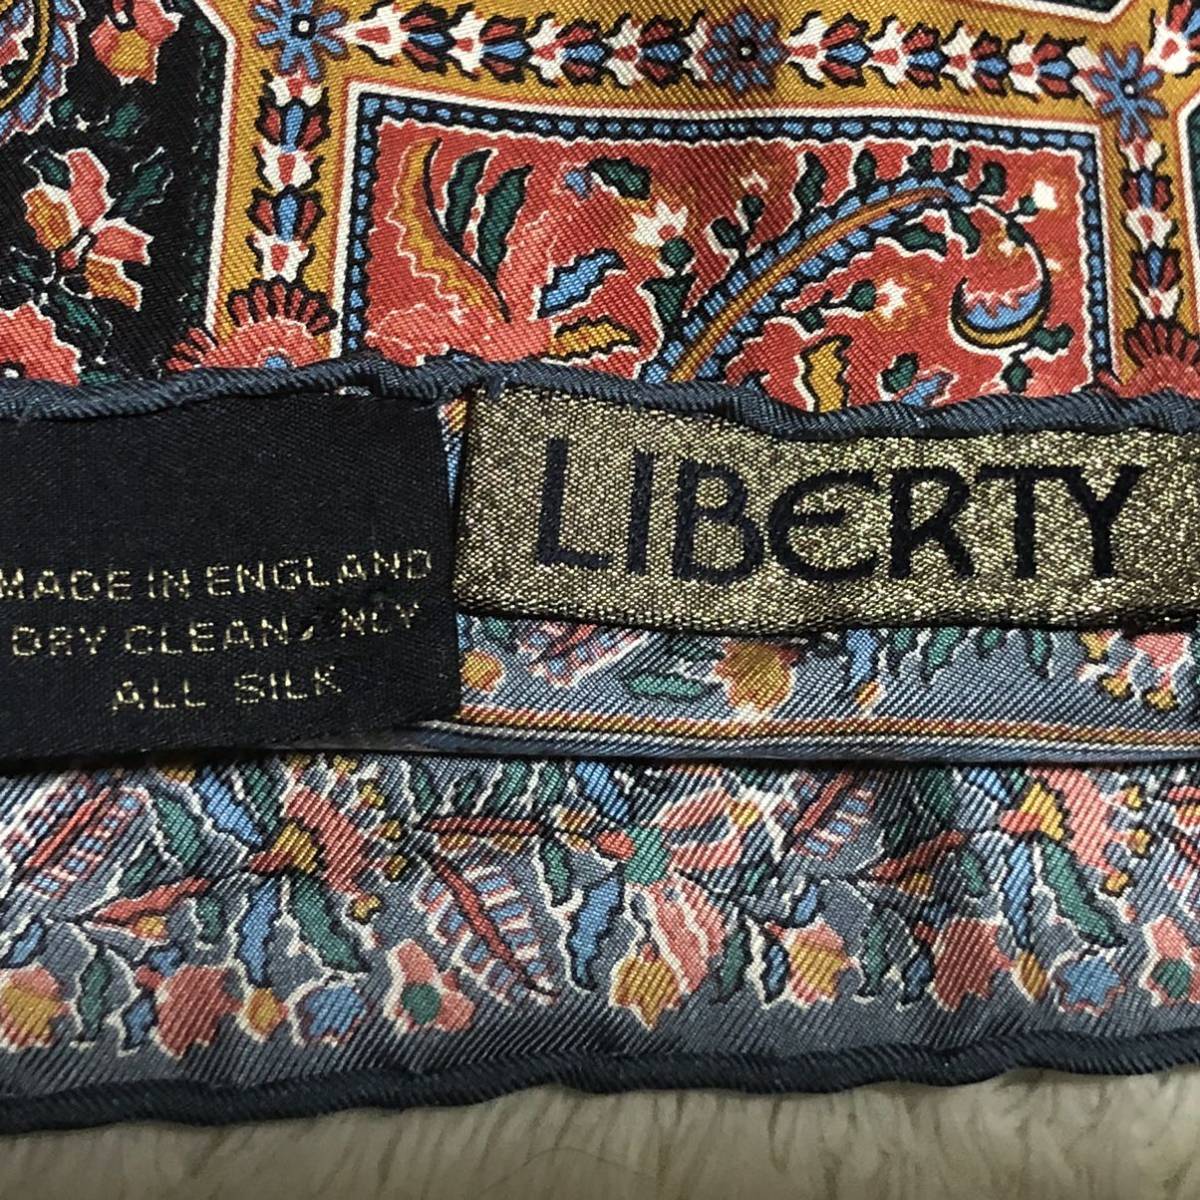 LIBERTY
MADE IN ENGLAND
DRY CLEAN
ALL SILK